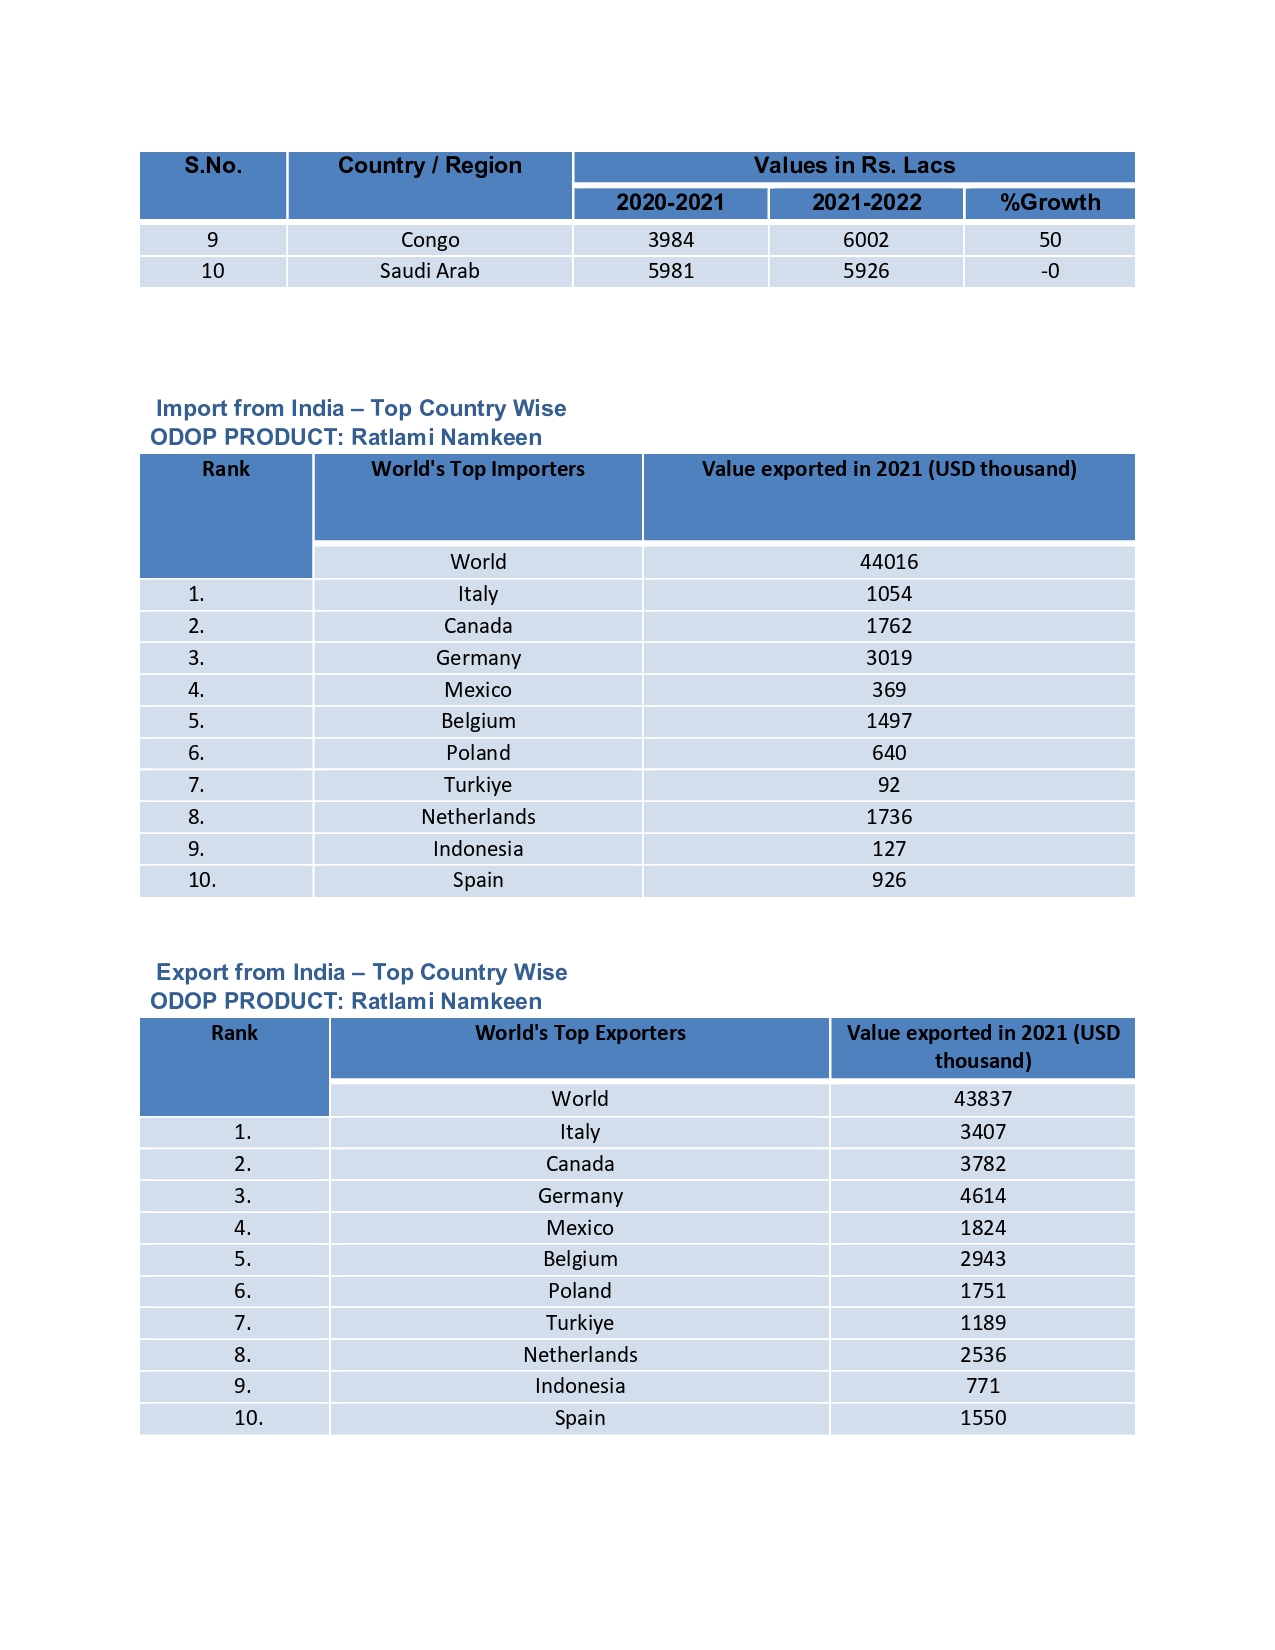 S.No. Country / Region Values in Rs. Lacs
2020-2021 2021-2022 %Growth
9 Congo 3984 6002 50
10 Saudi Arab 5981 5926 -0
Import from India – Top Country Wise
ODOP PRODUCT: Ratlami Namkeen
Rank World's Top Importers Value exported in 2021 (USD thousand)
World 44016
1. Italy 1054
2. Canada 1762
3. Germany 3019
4. Mexico 369
5. Belgium 1497
6. Poland 640
7. Turkiye 92
8. Netherlands 1736
9. Indonesia 127
10. Spain 926
Export from India – Top Country Wise
ODOP PRODUCT: Ratlami Namkeen
Rank World's Top Exporters Value exported in 2021 (USD
thousand)
World 43837
1. Italy 3407
2. Canada 3782
3. Germany 4614
4. Mexico 1824
5. Belgium 2943
6. Poland 1751
7. Turkiye 1189
8. Netherlands 2536
9. Indonesia 771
10. Spain 1550